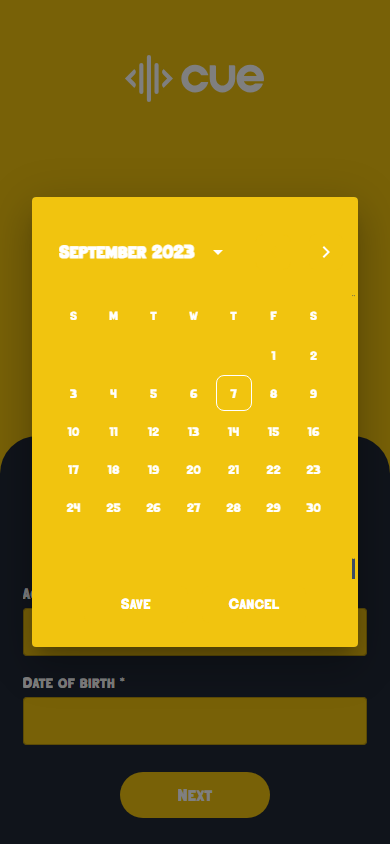 cue
September 2023
S M T W T F S
1 2
3 4 5 6 7 8 9
10 11 12 13 14 15 16
17 18 19 20 21 22 23
24 25 26 27 28 29 30
Save Cancel
Date of birth *
Next